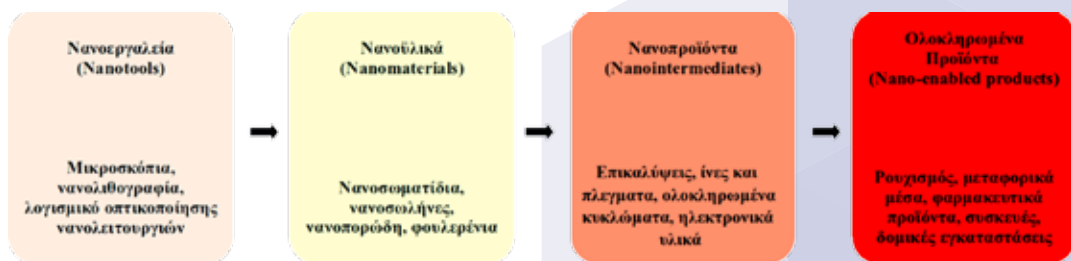 Νανοεργαλεία
(Nanotools)
Μικροσκόπια,
νανολιθογραφία,
λογισμικό οπτικοποίησης
νανολειτουργιών
Νανοϋλικά
(Nanomaterials)
Νανοσωματίδια,
νανοσωλήνες,
νανοπορώδη, φουλερένια
Νανοπροϊόντα
(Nanointermediates)
Επικαλύψεις, ίνες και
πλεγματα, ολοκληρωμένα
κυκλώματα, ηλεκτρονικά
υλικά
Ολοκληρωμένα
Προϊόντα
(Nano-enabled products)
Ρουχισμός, μεταφορικά
μέσα, φαρμακευτικά
προϊόντα, συσκευές,
δομικές εγκαταστάσεις